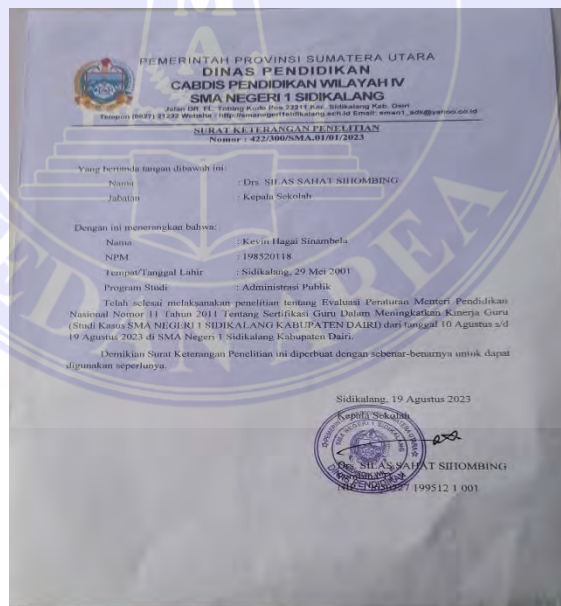 PEMERINTAH PROVINSI SUMATERA UTARA
DINAS PENDIDIKAN
CABDIS PENDIDIKAN WILAYAH IV
SMA NEGERI 1 SIDIKALANG
SURAT KETERANGAN PENELITIAN
Nomor : 422/300/SMA.01/01/2023
Yang bertanda tangan dibawah ini:
Nama : Drs. SILAS SAHAT SIHOMBING
Jabatan : Kepala Sekolah
Dengan ini menerangkan bahwa:
Nama : Kevin Hagai Sinambela
NPM : 198520118
Tempat/Tanggal Lahir : Sidikalang, 29 Mei 2001
Program Studi : Administrasi Publik
Telah selesai melaksanakan penelitian tentang Evaluasi Peraturan Menteri Pendidikan
Nasional Nomor 11 Tahun 2011 Tentang Sertifikasi Guru Dalam Meningkatkan Kinerja Guru
(Studi Kasus SMA NEGERI 1 SIDIKALANG KABUPATEN DAIRI) dari tanggal 10 Agustus s/d
19 Agustus 2023 di SMA Negeri 1 Sidikalang Kabupaten Dairi.
Demikian Surat Keterangan Penelitian ini diperbuat dengan sebenar-benarnya untuk dapat
digunakan seperlunya.
Sidikalang, 19 Agustus 2023
Kepala Sekolah
Drs. SILAS SAHAT SIHOMBING
199512 1 001
MEDAN AREA